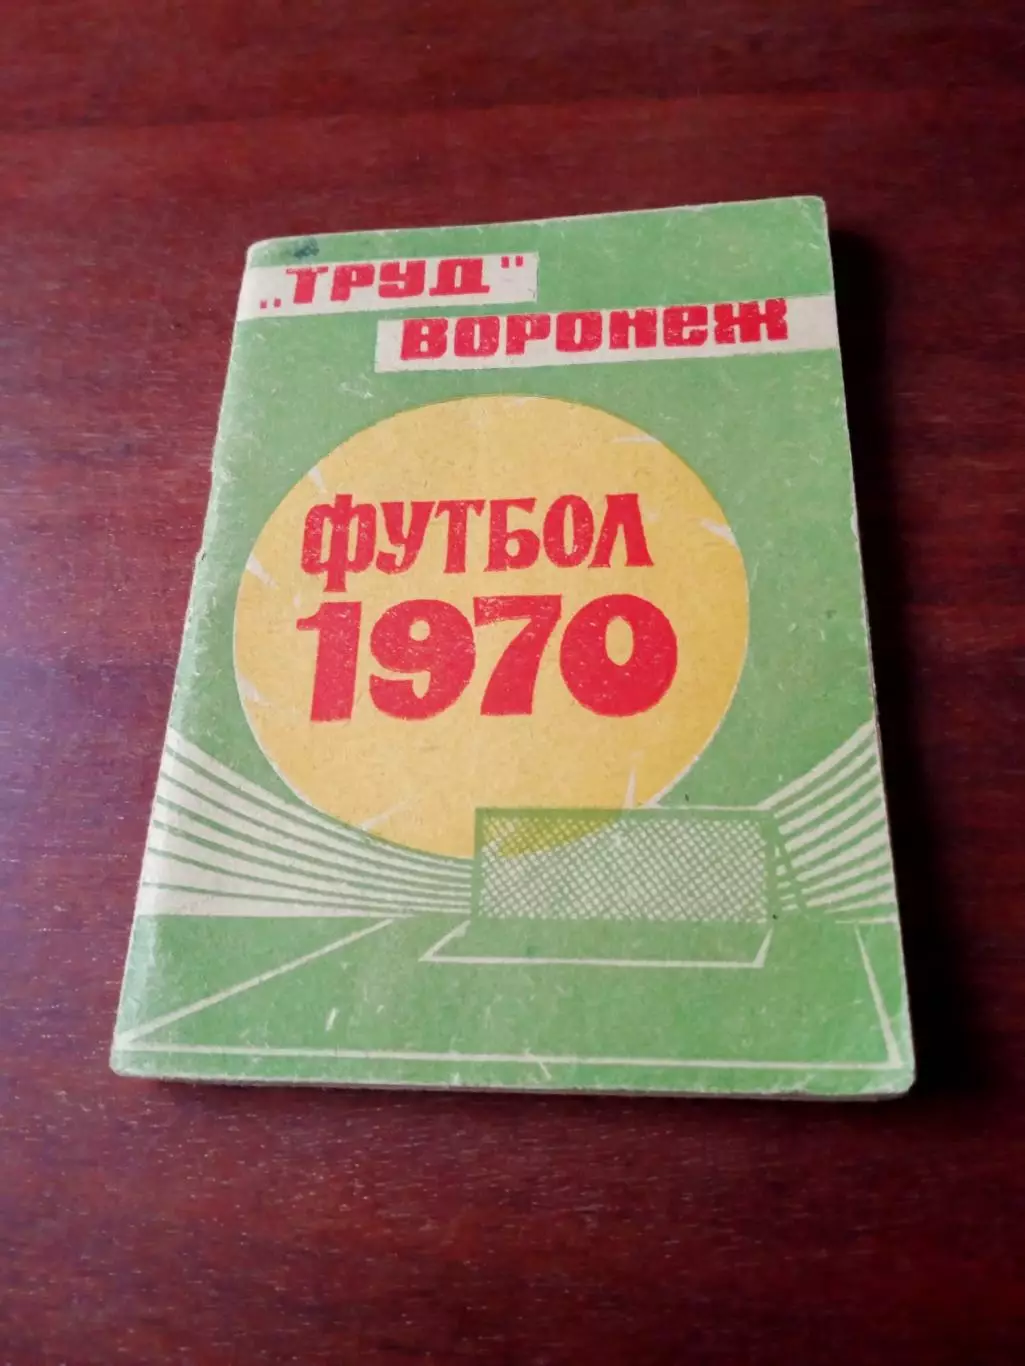 „ТРУД"
ВОРОНЕЖ
ФУТБОЛ
1970